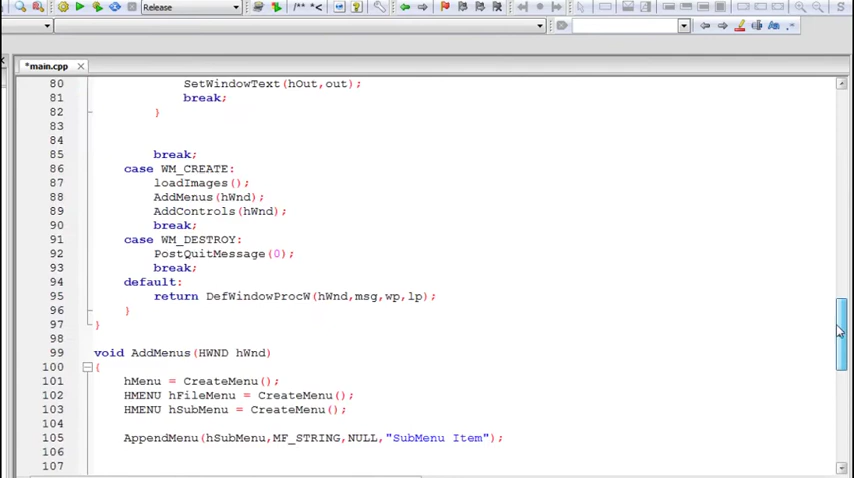 Release
/** *<
*main.cpp
80 SetWindowText(hOut,out);
81 break;
82 }
83
84
85 break;
86 case WM_CREATE:
87 loadImages();
88 AddMenus(hWnd);
89 AddControls(hWnd);
90 break;
91 case WM_DESTROY:
92 PostQuitMessage(0);
93 break;
94 default:
95 return DefWindowProcW(hWnd,msg,wp,lp);
96 }
97 }
98
99 void AddMenus(HWND hWnd)
100 {
101 hMenu = CreateMenu();
102 HMENU hFileMenu = CreateMenu();
103 HMENU hSubMenu = CreateMenu();
104
105 AppendMenu(hSubMenu,MF_STRING,NULL,"SubMenu Item");
106
107